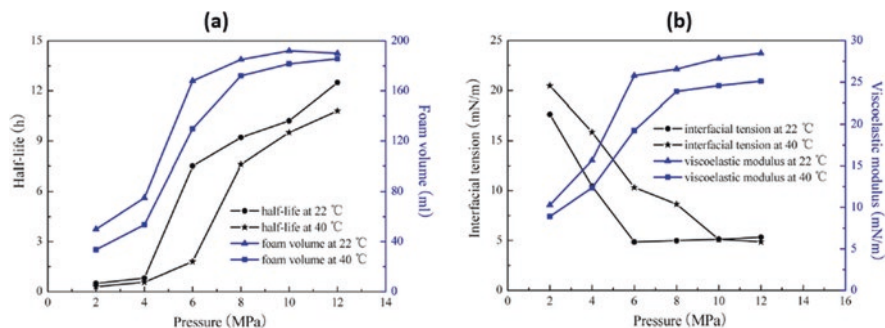 (a)
15
12
9
6
3
0
Half-life (h)
200
160
120
80
40
0
Foam volume (ml)
half-life at 22 ℃
half-life at 40 ℃
foam volume at 22 ℃
foam volume at 40 ℃
0 2 4 6 8 10 12 14
Pressure (MPa)
(b)
25
20
15
10
5
0
Interfacial tension (mN/m)
30
25
20
15
10
5
0
Viscoelastic modulus (mN/m)
interfacial tension at 22 ℃
interfacial tension at 40 ℃
viscoelastic modulus at 22 ℃
viscoelastic modulus at 40 ℃
0 2 4 6 8 10 12 14
Pressure (MPa)